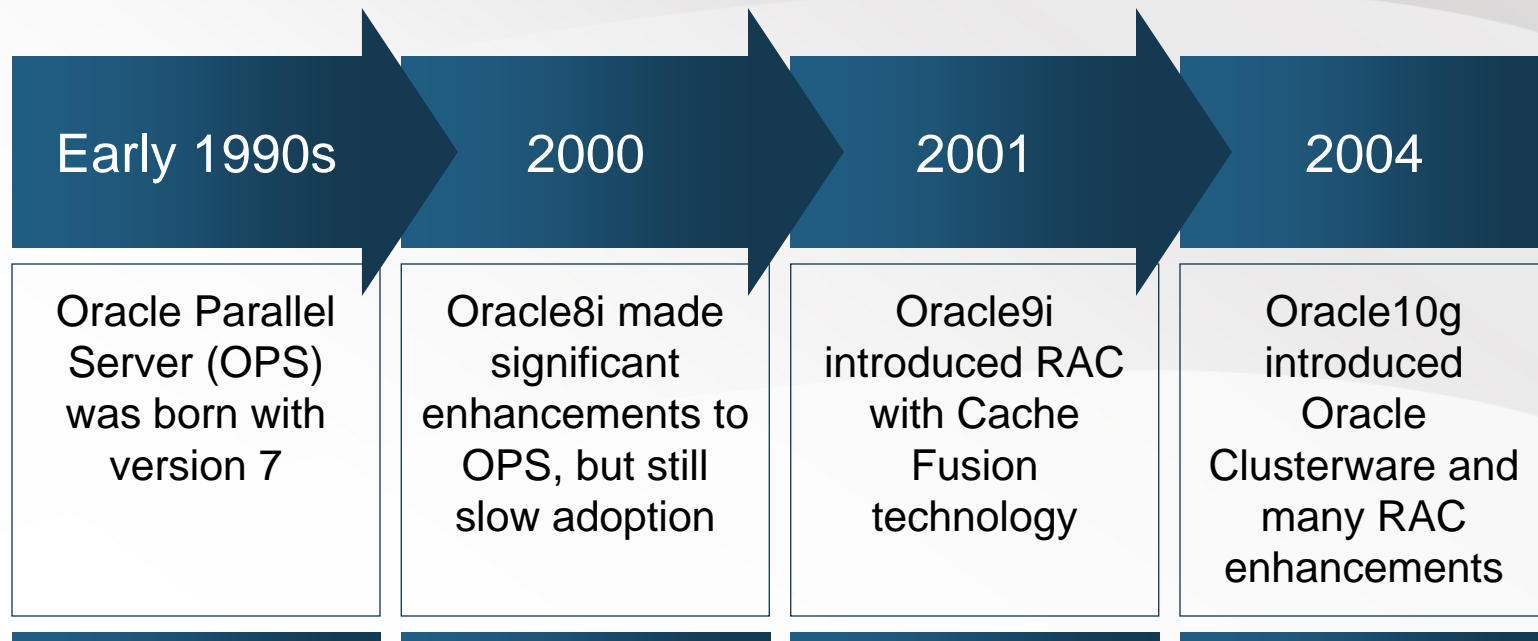 Early 1990s
2000
2001
2004
Oracle Parallel
Server (OPS)
was born with
version 7
Oracle8i made
significant
enhancements to
OPS, but still
slow adoption
Oracle9i
introduced RAC
with Cache
Fusion
technology
Oracle10g
introduced
Oracle
Clusterware and
many RAC
enhancements